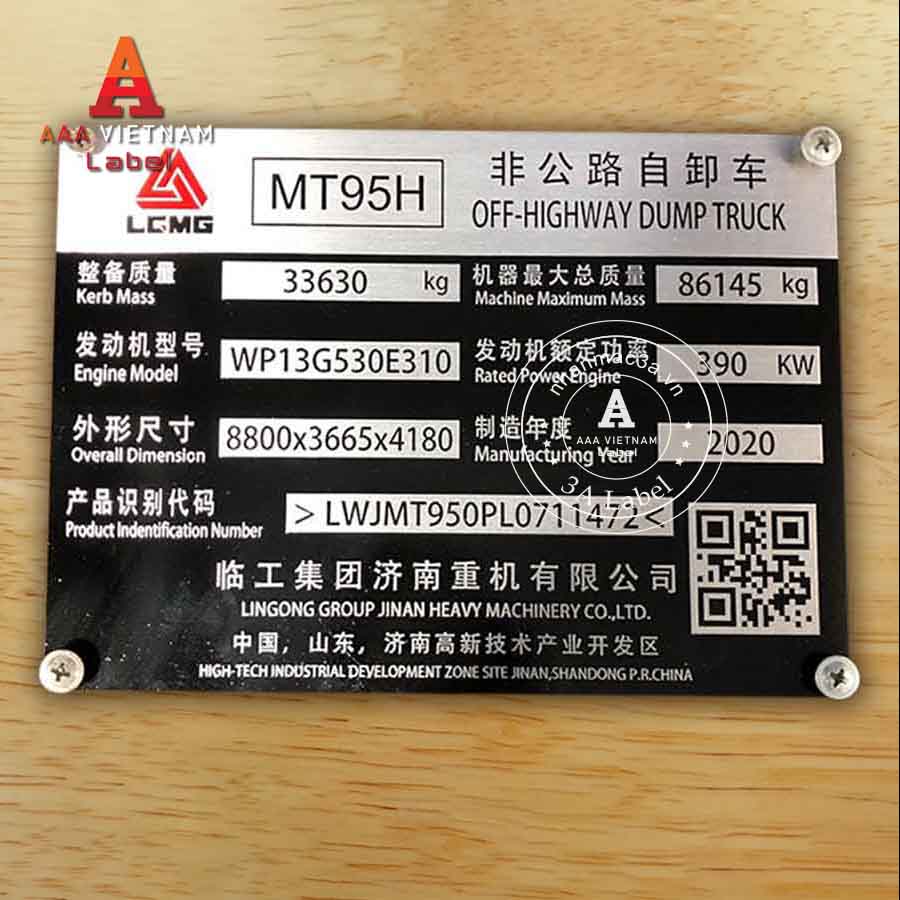 A
AAA VIETNAM
Label
LGMG
MT95H
非公路自卸车
OFF-HIGHWAY DUMP TRUCK
整备质量
Kerb Mass
33630 kg
机器最大总质量
Machine Maximum Mass
86145 kg
发动机型号
Engine Model
WP13G530E310
发动机额定功率
Rated Power Engine
390 KW
外形尺寸
Overall Dimension
8800x3665x4180
制造年度
Manufacturing Year
2020
nhanmac3a.vn
A
AAA VIETNAM
Label
3A Label
产品识别代码
Product Indentification Number
>LWJMT950PL0711472<
临工集团济南重机有限公司
LINGONG GROUP JINAN HEAVY MACHINERY CO.,LTD.
中国，山东，济南高新技术产业开发区
HIGH-TECH INDUSTRIAL DEVELOPMENT ZONE SITE JINAN,SHANDONG P.R.CHINA